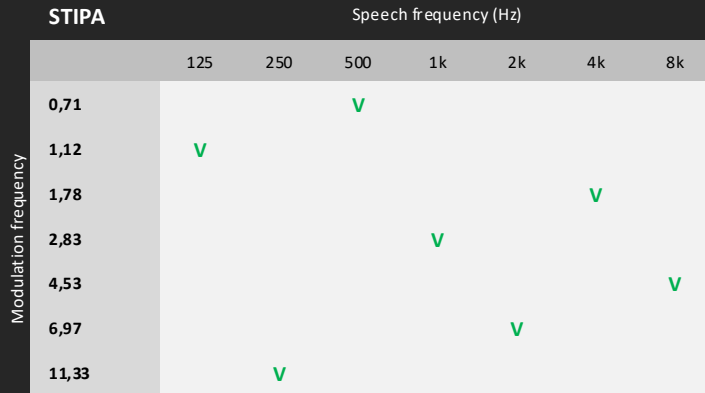 STIPA Speech frequency (Hz)
125 250 500 1k 2k 4k 8k
Modulation frequency
0,71 V
1,12 V
1,78 V
2,83 V
4,53 V
6,97 V
11,33 V